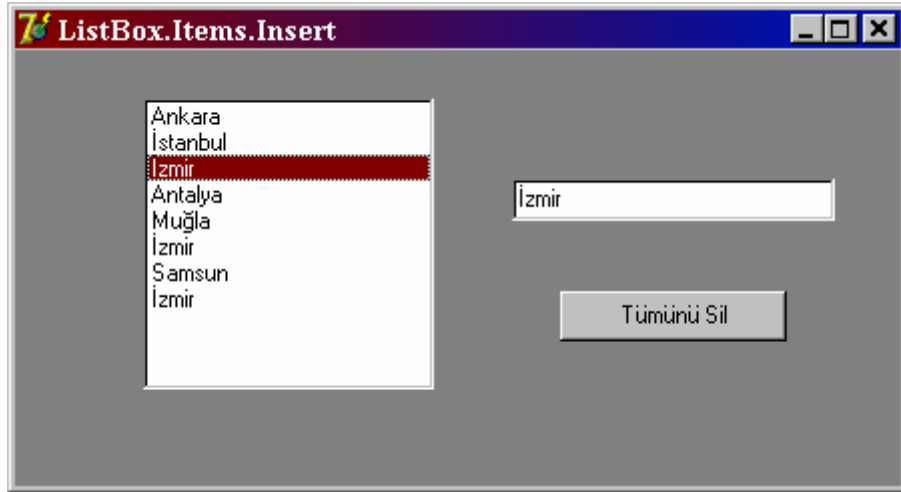 ListBox.Items.Insert
Ankara
İstanbul
İzmir
Antalya
Muğla
İzmir
Samsun
İzmir
İzmir
Tümünü Sil